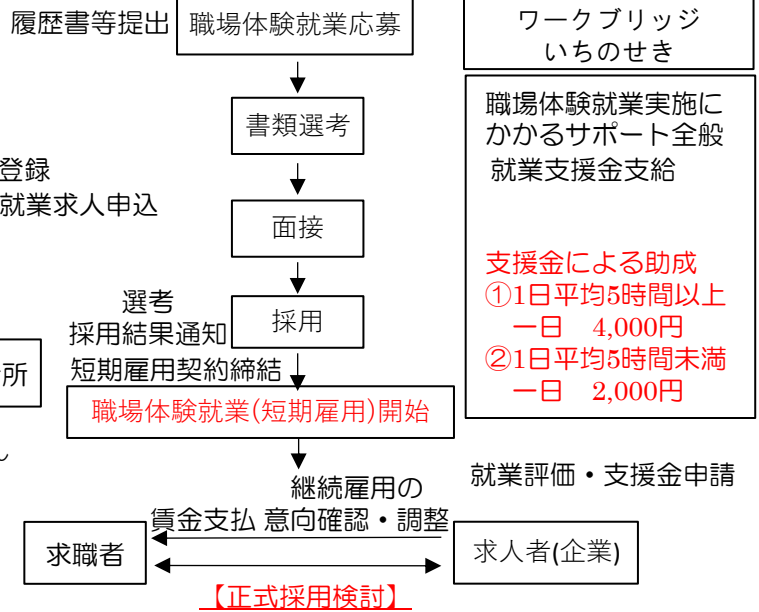 履歴書等提出
職場体験就業応募
ワークブリッジ
いちのせき
書類選考
職場体験就業実施に
かかるサポート全般
就業支援金支給
登録
就業求人申込
面接
支援金による助成
①1日平均5時間以上
一日 4,000円
②1日平均5時間未満
一日 2,000円
選考
採用結果通知
採用
所
短期雇用契約締結
職場体験就業(短期雇用)開始
継続雇用の
賃金支払 意向確認・調整
就業評価・支援金申請
求職者
求人者(企業)
【正式採用検討】